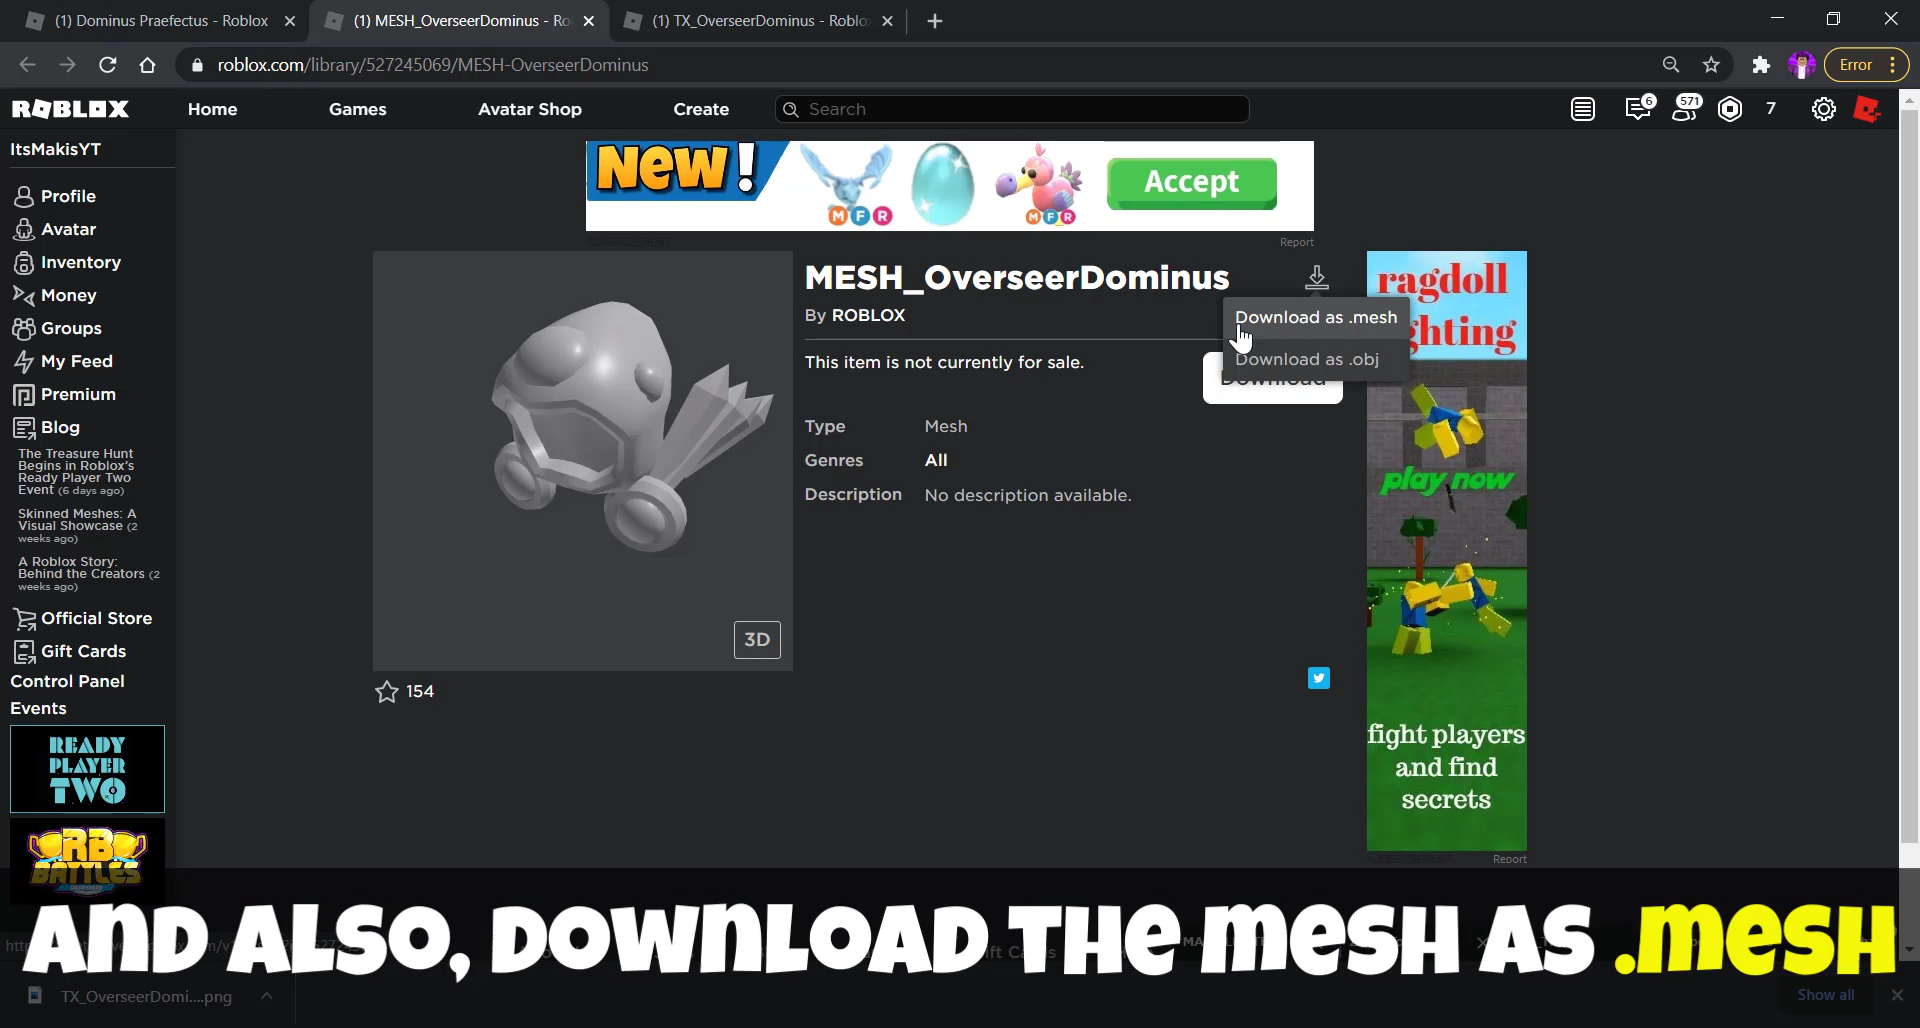 (1) Dominus Praefectus - Roblox
(1) MESH_OverseerDominus - Ro
(1) TX_OverseerDominus - Roblo
roblox.com/library/527245069/MESH-OverseerDominus
Error
ROBLOX
Home
Games
Avatar Shop
Create
Search
6
571
7
ItsMakisYT
Profile
Avatar
Inventory
Money
Groups
My Feed
Premium
Blog
The Treasure Hunt
Begins in Roblox's
Ready Player Two
Event (6 days ago)
Skinned Meshes: A
Visual Showcase (2
weeks ago)
A Roblox Story:
Behind the Creators (2
weeks ago)
Official Store
Gift Cards
Control Panel
Events
READY
PLAYER
TWO
RB
BATTLES
New!
M F R
M F R
Accept
ADVERTISEMENT
Report
3D
154
MESH_OverseerDominus
By ROBLOX
This item is not currently for sale.
Download as .mesh
Download as .obj
Download
Type Mesh
Genres All
Description No description available.
ragdoll
ghting
play now
fight players
and find
secrets
ADVERTISEMENT
Report
AND ALSO, DOWNLOAD THE MESH AS .MESH
TX_OverseerDomi....png
Show all